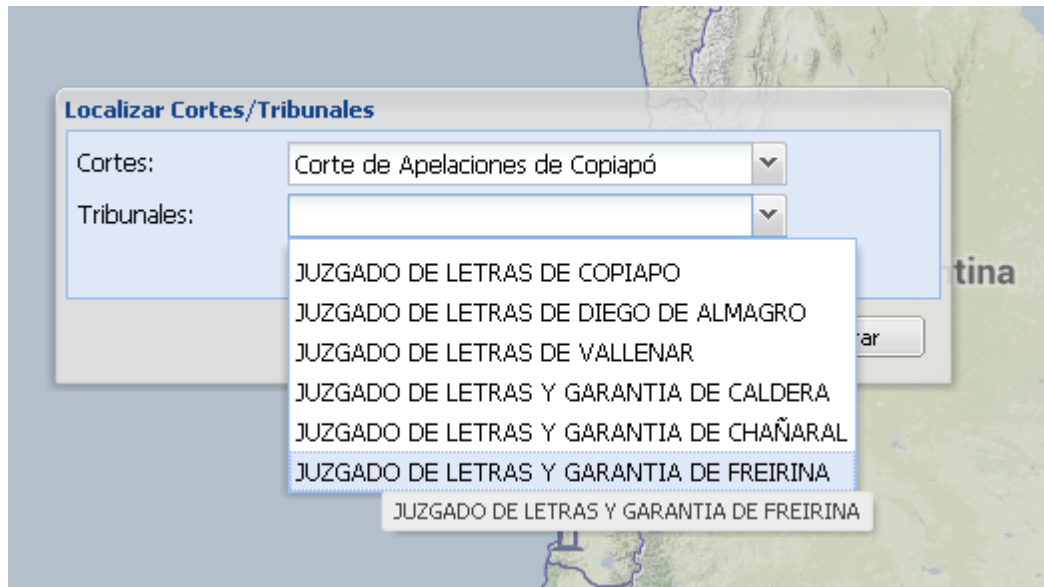 Localizar Cortes/Tribunales
Cortes: Corte de Apelaciones de Copiapó
Tribunales:
JUZGADO DE LETRAS DE COPIAPO
JUZGADO DE LETRAS DE DIEGO DE ALMAGRO
JUZGADO DE LETRAS DE VALLENAR
JUZGADO DE LETRAS Y GARANTIA DE CALDERA
JUZGADO DE LETRAS Y GARANTIA DE CHAÑARAL
JUZGADO DE LETRAS Y GARANTIA DE FREIRINA
JUZGADO DE LETRAS Y GARANTIA DE FREIRINA
tina
ar